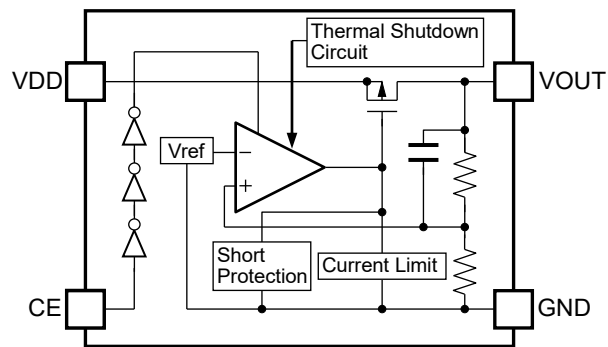 Thermal Shutdown
Circuit
VDD
VOUT
Vref
−
+
Short
Protection
Current Limit
CE
GND